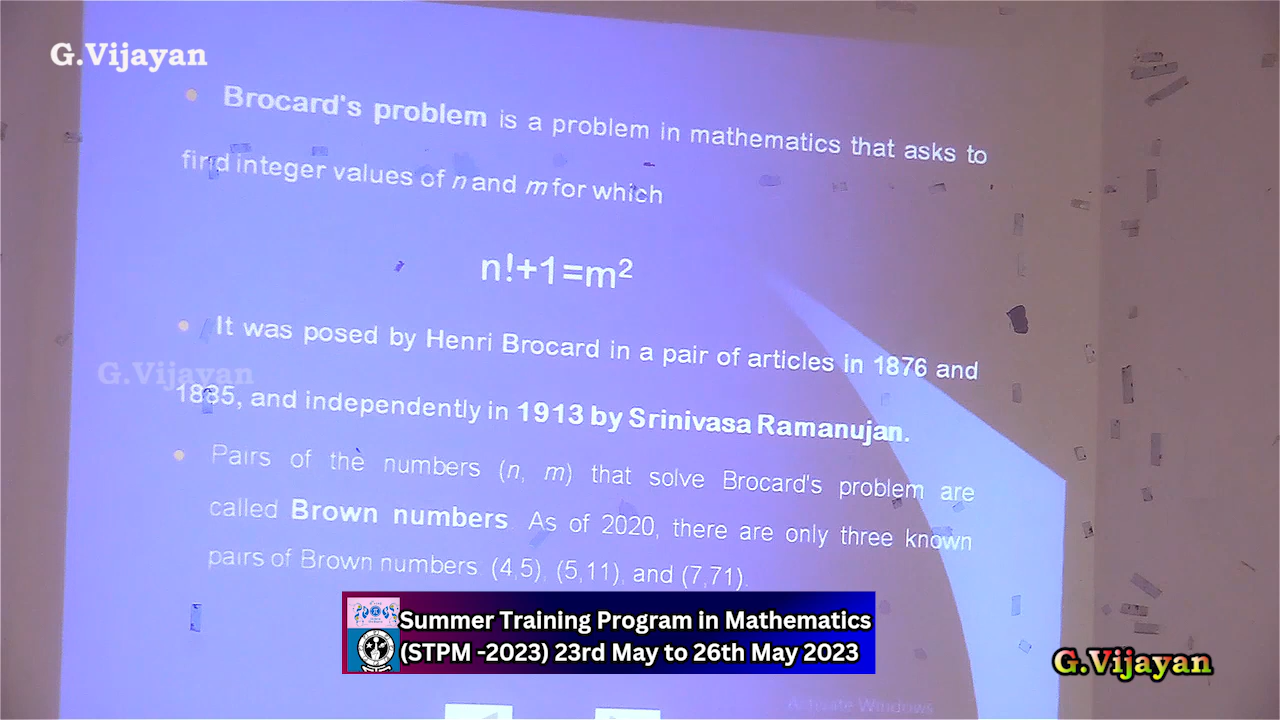 G.Vijayan
Brocard's problem is a problem in mathematics that asks to
find integer values of n and m for which
n!+1=m²
It was posed by Henri Brocard in a pair of articles in 1876 and
G.Vijayan
1885, and independently in 1913 by Srinivasa Ramanujan.
Pairs of the numbers (n, m) that solve Brocard's problem are
called Brown numbers As of 2020, there are only three known
pairs of Brown numbers (4,5), (5,11), and (7,71).
Summer Training Program in Mathematics
(STPM -2023) 23rd May to 26th May 2023
G.Vijayan
Activate Windows